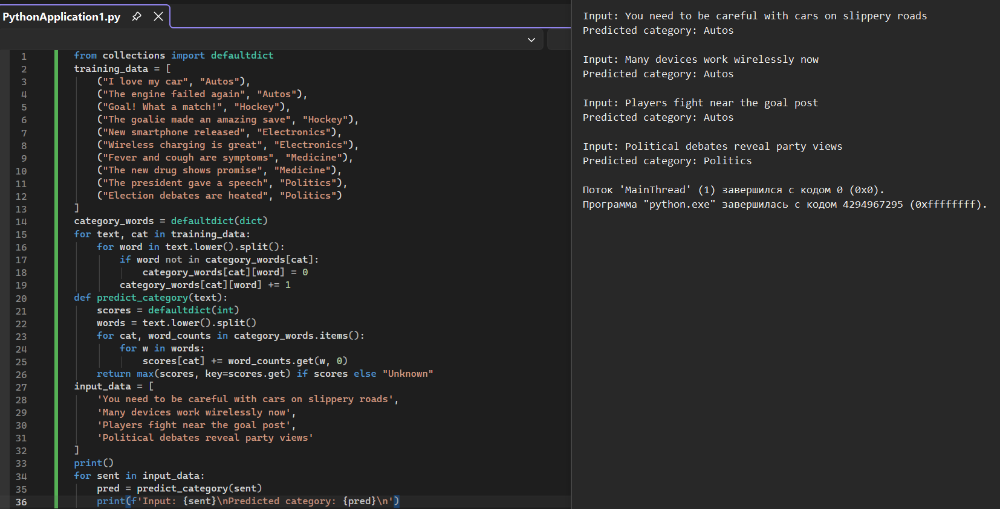 PythonApplication1.py
1 from collections import defaultdict
2 training_data = [
3     ("I love my car", "Autos"),
4     ("The engine failed again", "Autos"),
5     ("Goal! What a match!", "Hockey"),
6     ("The goalie made an amazing save", "Hockey"),
7     ("New smartphone released", "Electronics"),
8     ("Wireless charging is great", "Electronics"),
9     ("Fever and cough are symptoms", "Medicine"),
10     ("The new drug shows promise", "Medicine"),
11     ("The president gave a speech", "Politics"),
12     ("Election debates are heated", "Politics")
13 ]
14 category_words = defaultdict(dict)
15 for text, cat in training_data:
16     for word in text.lower().split():
17         if word not in category_words[cat]:
18             category_words[cat][word] = 0
19         category_words[cat][word] += 1
20 def predict_category(text):
21     scores = defaultdict(int)
22     words = text.lower().split()
23     for cat, word_counts in category_words.items():
24         for w in words:
25             scores[cat] += word_counts.get(w, 0)
26     return max(scores, key=scores.get) if scores else "Unknown"
27 input_data = [
28     'You need to be careful with cars on slippery roads',
29     'Many devices work wirelessly now',
30     'Players fight near the goal post',
31     'Political debates reveal party views'
32 ]
33 print()
34 for sent in input_data:
35     pred = predict_category(sent)
36     print(f'Input: {sent}\nPredicted category: {pred}\n')
Input: You need to be careful with cars on slippery roads
Predicted category: Autos
Input: Many devices work wirelessly now
Predicted category: Autos
Input: Players fight near the goal post
Predicted category: Autos
Input: Political debates reveal party views
Predicted category: Politics
Поток 'MainThread' (1) завершился с кодом 0 (0x0).
Программа "python.exe" завершилась с кодом 4294967295 (0xffffffff).